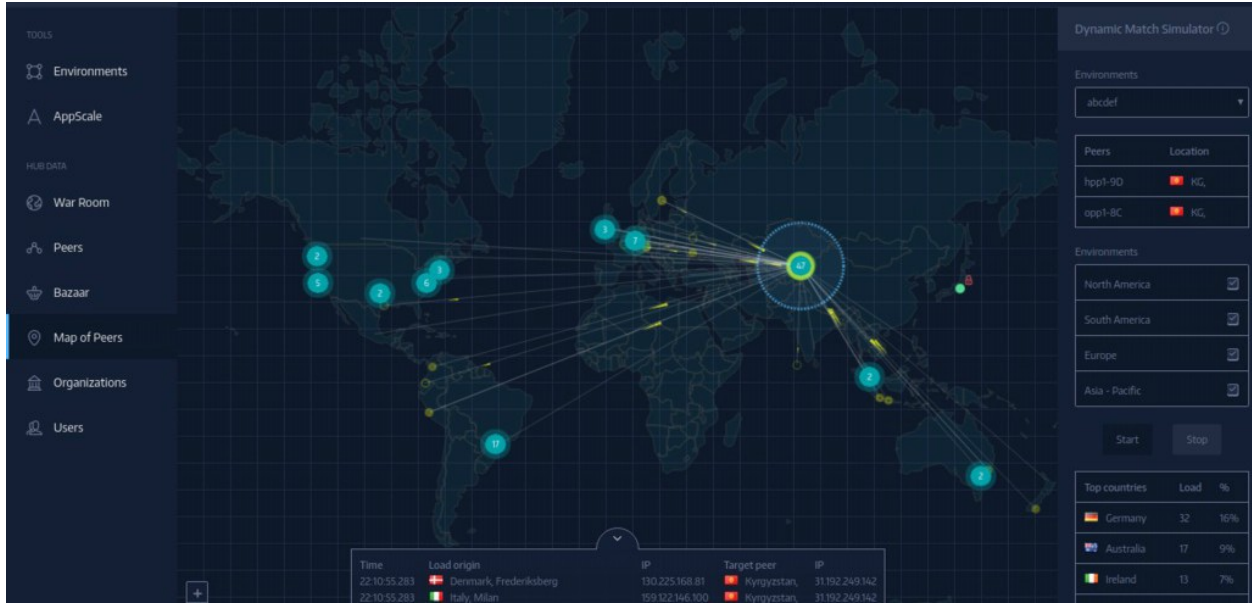 TOOLS
Environments
AppScale
HUB DATA
War Room
Peers
Bazaar
Map of Peers
Organizations
Users
2
5
2
3
6
3
7
47
17
2
2
Time Load origin IP Target peer IP
22:10:55.283 Denmark, Frederiksberg 130.225.168.81 Kyrgyzstan, 31.192.249.142
22:10:55.283 Italy, Milan 159.122.146.100 Kyrgyzstan, 31.192.249.142
Dynamic Match Simulator
Environments
abcdef
Peers Location
hpp1-9D KG,
opp1-8C KG,
Environments
North America
South America
Europe
Asia - Pacific
Start Stop
Top countries Load %
Germany 32 16%
Australia 17 9%
Ireland 13 7%